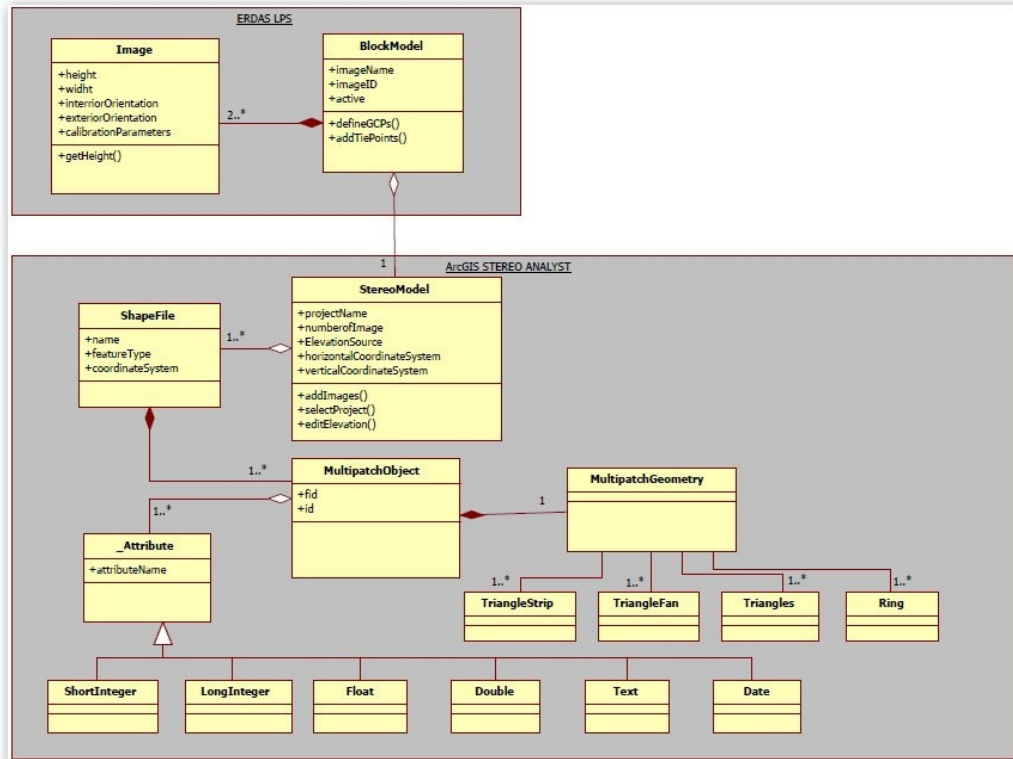 ERDAS LPS
Image
+height
+widht
+interriorOrientation
+exteriorOrientation
+calibrationParameters
+getHeight()
2..*
BlockModel
+imageName
+imageID
+active
+defineGCPs()
+addTiePoints()
1
ArcGIS STEREO ANALYST
StereoModel
+projectName
+numberofImage
+ElevationSource
+horizontalCoordinateSystem
+verticalCoordinateSystem
+addImages()
+selectProject()
+editElevation()
ShapeFile
+name
+featureType
+coordinateSystem
1..*
1..*
MultipatchObject
+fid
+id
1
MultipatchGeometry
1..*
_Attribute
+attributeName
1..*
1..*
1..*
1..*
TriangleStrip
TriangleFan
Triangles
Ring
ShortInteger
LongInteger
Float
Double
Text
Date